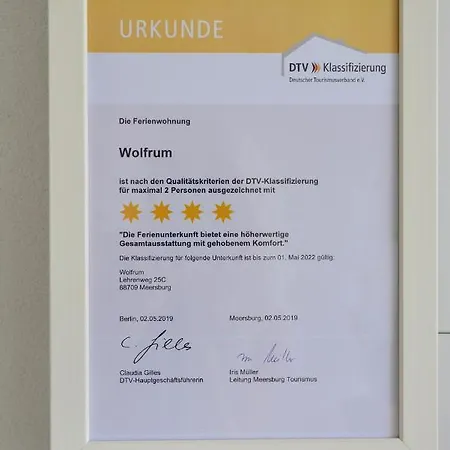 URKUNDE
DTV Klassifizierung
Deutscher Tourismusverband e.V.
Die Ferienwohnung
Wolfrum
ist nach den Qualitätskriterien der DTV-Klassifizierung
für maximal 2 Personen ausgezeichnet mit
"Die Ferienunterkunft bietet eine höherwertige
Gesamtausstattung mit gehobenem Komfort."
Die Klassifizierung für folgende Unterkunft ist bis zum 01. Mai 2022 gültig:
Wolfrum
Lehrenweg 25C
88709 Meersburg
Berlin, 02.05.2019 Meersburg, 02.05.2019
C. Gilles
Claudia Gilles Iris Müller
DTV-Hauptgeschäftsführerin Leitung Meersburg Tourismus